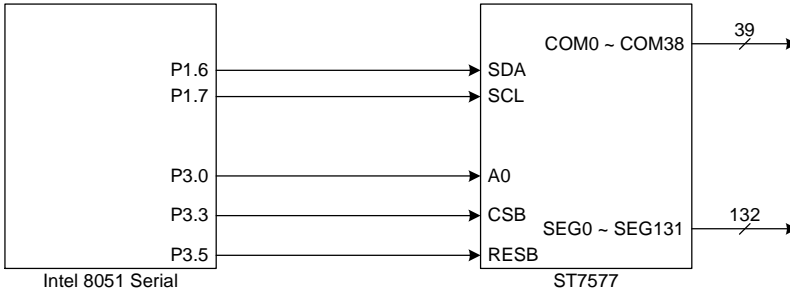 39
COM0 ~ COM38
P1.6 SDA
P1.7 SCL
P3.0 A0
P3.3 CSB
132
SEG0 ~ SEG131
P3.5 RESB
Intel 8051 Serial ST7577